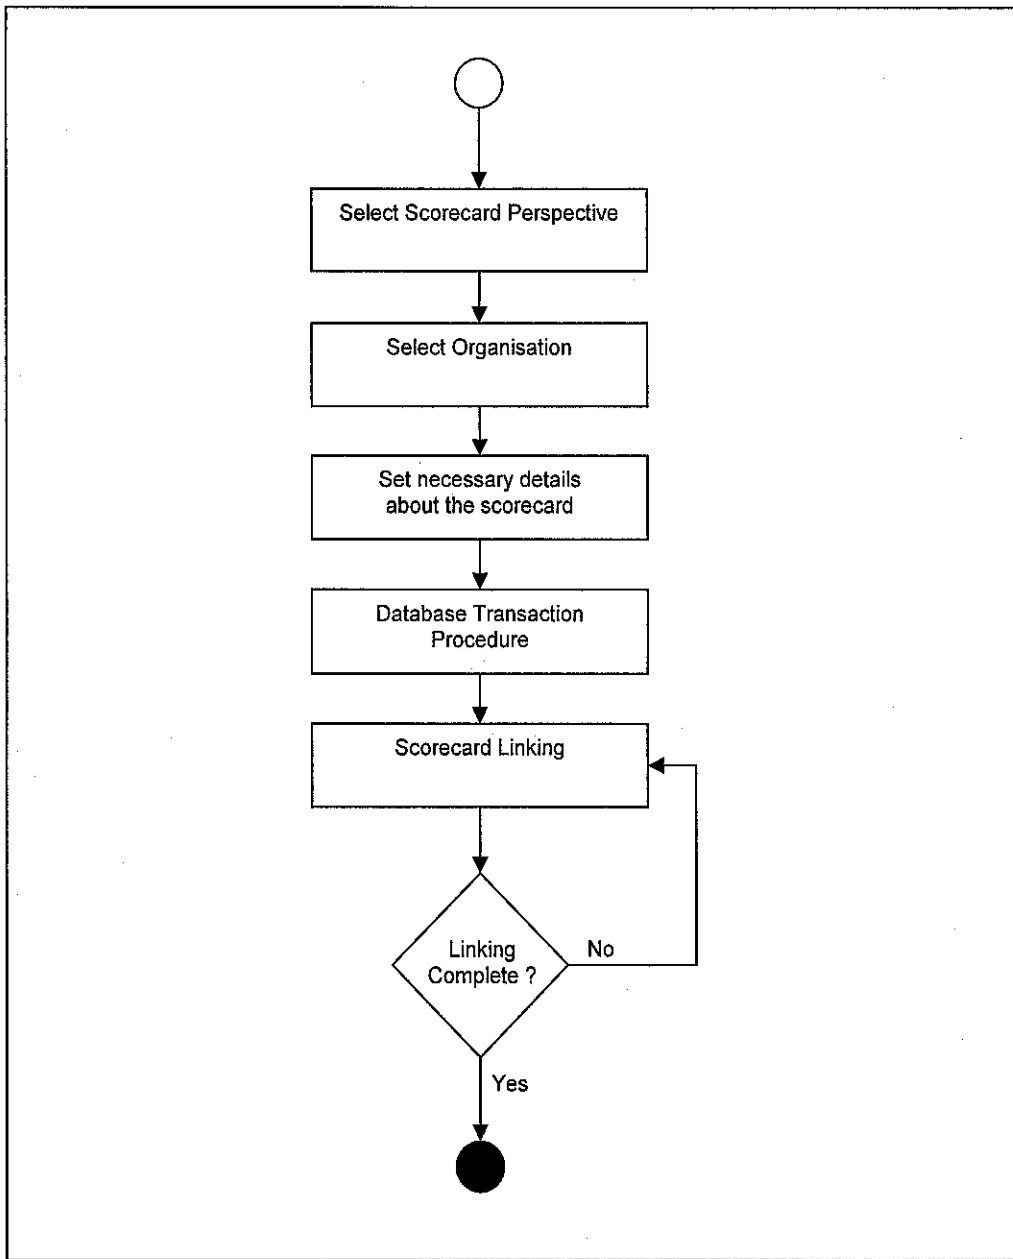 Select Scorecard Perspective
Select Organisation
Set necessary details
about the scorecard
Database Transaction
Procedure
Scorecard Linking
Linking
Complete ?
No
Yes